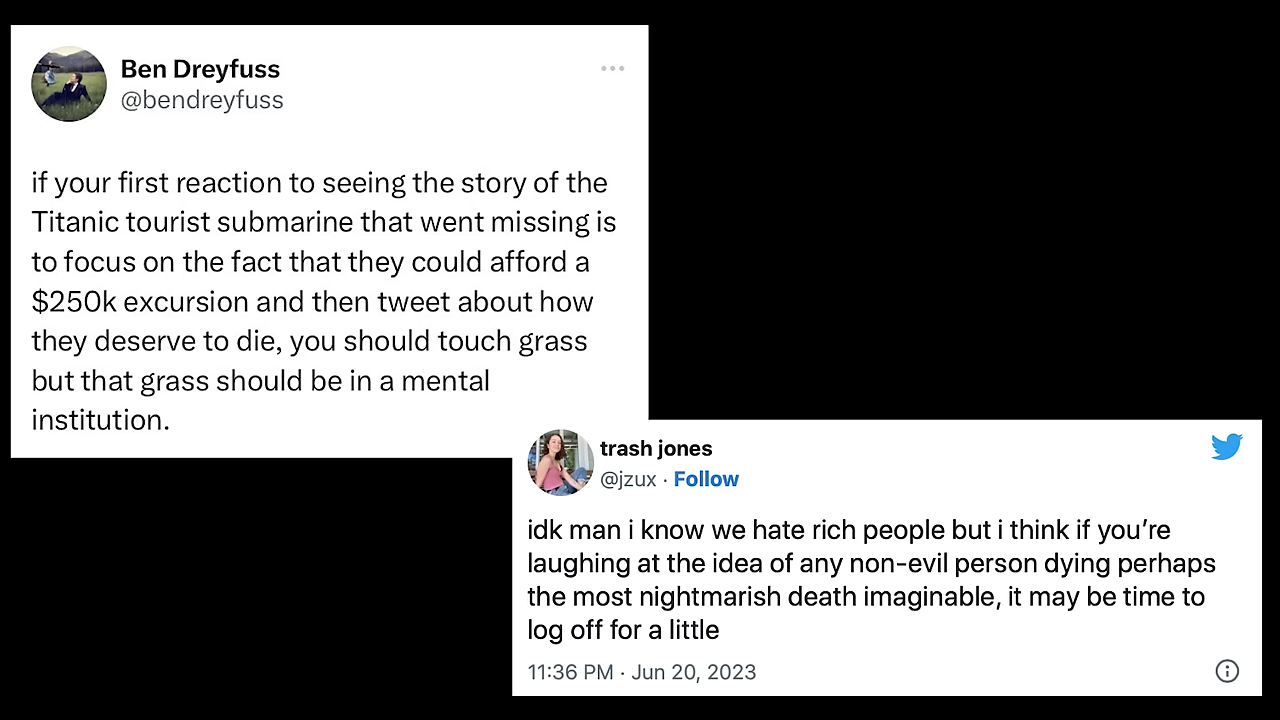 Ben Dreyfuss
@bendreyfuss
if your first reaction to seeing the story of the
Titanic tourist submarine that went missing is
to focus on the fact that they could afford a
$250k excursion and then tweet about how
they deserve to die, you should touch grass
but that grass should be in a mental
institution.
trash jones
@jzux · Follow
idk man i know we hate rich people but i think if you’re
laughing at the idea of any non-evil person dying perhaps
the most nightmarish death imaginable, it may be time to
log off for a little
11:36 PM · Jun 20, 2023